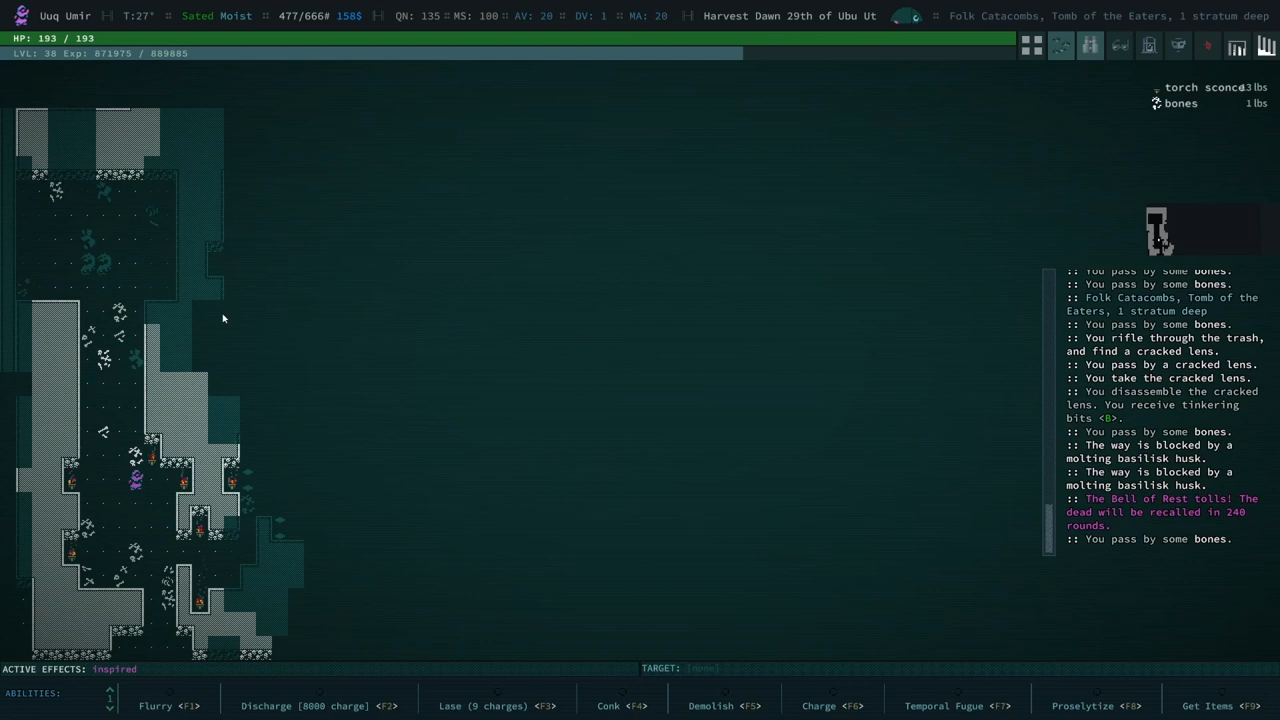 Uuq Umir T:27° Sated Moist 477/666# 158$ QN: 135 MS: 100 AV: 20 DV: 1 MA: 20 Harvest Dawn 29th of Ubu Ut Folk Catacombs, Tomb of the Eaters, 1 stratum deep
HP: 193 / 193
LVL: 38 Exp: 871975 / 889885
torch sconce 13 lbs
bones 1 lbs
:: You pass by some bones.
:: You pass by some bones.
:: Folk Catacombs, Tomb of the
Eaters, 1 stratum deep
:: You pass by some bones.
:: You rifle through the trash,
and find a cracked lens.
:: You pass by a cracked lens.
:: You take the cracked lens.
:: You disassemble the cracked
lens. You receive tinkering
bits <B>.
:: You pass by some bones.
:: The way is blocked by a
molting basilisk husk.
:: The way is blocked by a
molting basilisk husk.
:: The Bell of Rest tolls! The
dead will be recalled in 240
rounds.
:: You pass by some bones.
ACTIVE EFFECTS: inspired
TARGET: [none]
ABILITIES: 1 Flurry <F1> Discharge [8000 charge] <F2> Lase (9 charges) <F3> Conk <F4> Demolish <F5> Charge <F6> Temporal Fugue <F7> Proselytize <F8> Get Items <F9>